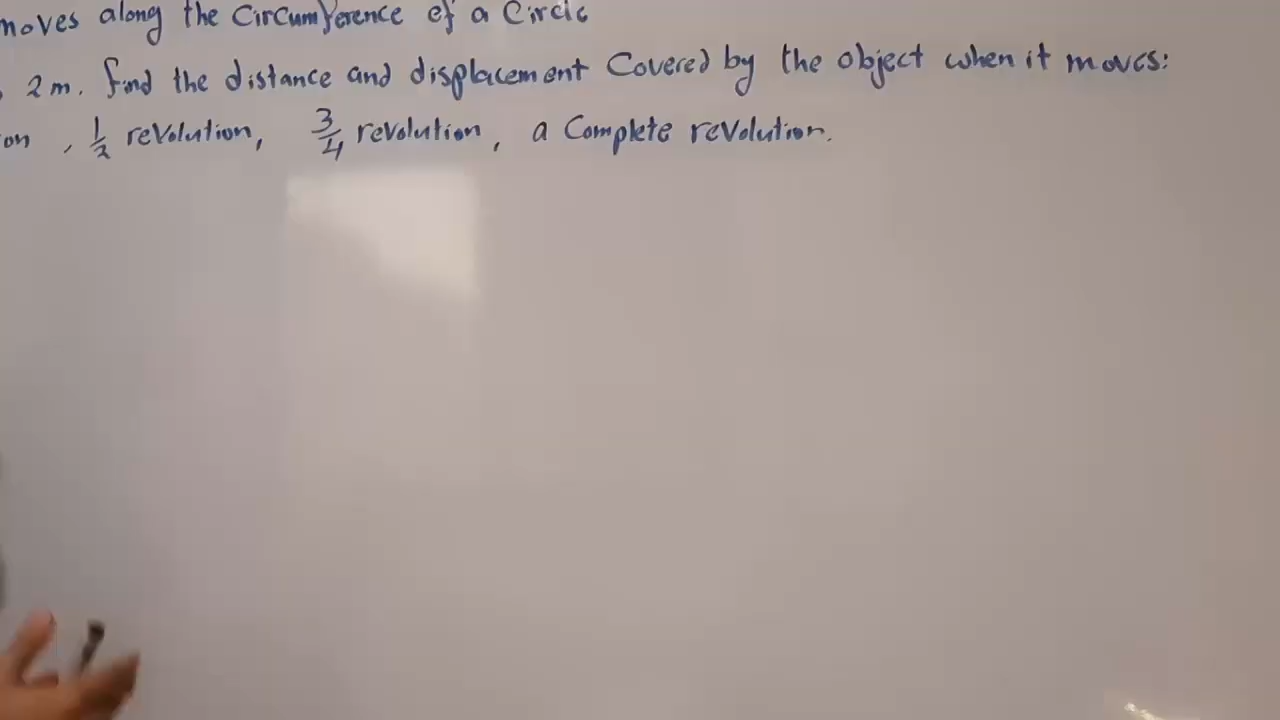 moves along the Circumference of a Circle
2m. find the distance and displacement Covered by the object when it moves:
on , 1/2 revolution, 3/4 revolution, a Complete revolution.